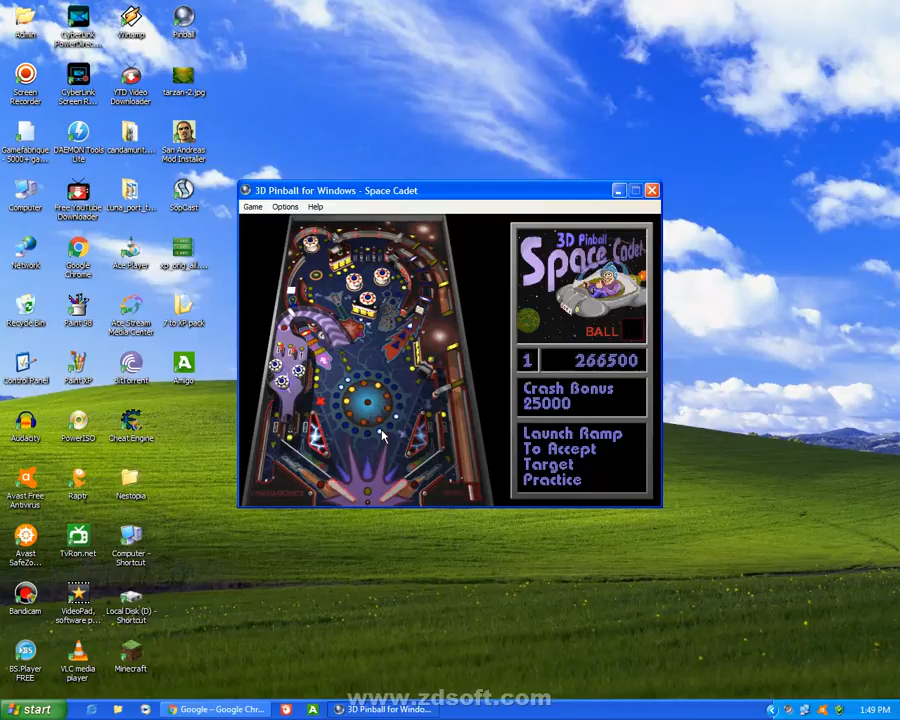 Admin
CyberLink
PowerDirec...
Winamp
Pinball
Screen
Recorder
CyberLink
Screen R...
YTD Video
Downloader
tarzan-2.jpg
Gamefabrique
- 5000+ ga...
DAEMON Tools
Lite
candamunt...
San Andreas
Mod Installer
Computer
Free YouTube
Downloader
Luna_port_t...
SopCast
Network
Google
Chrome
Ace Player
xp_orig_all...
Recycle Bin
Paint 98
Ace Stream
Media Center
7 to XP pack
Control Panel
Paint XP
BitTorrent
Amigo
Audacity
PowerISO
Cheat Engine
Avast Free
Antivirus
Raptr
Nestopia
Avast
SafeZo...
TvRon.net
Computer -
Shortcut
Bandicam
VideoPad,
software p...
Local Disk (D) -
Shortcut
BS.Player
FREE
VLC media
player
Minecraft
3D Pinball for Windows - Space Cadet
Game Options Help
3D Pinball
Space Cadet
BALL
1 266500
Crash Bonus
25000
Launch Ramp
To Accept
Target
Practice
www.zdsoft.com
start
Google – Google Chr...
3D Pinball for Windo...
1:49 PM